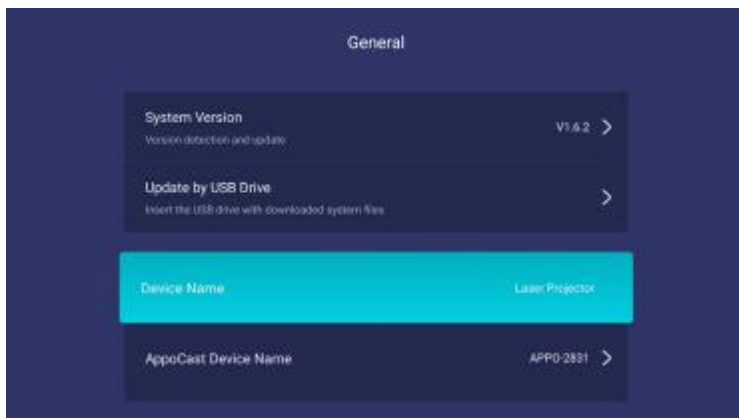 General
System Version
V1.6.2
Version detection and update
Update by USB Drive
Insert the USB drive with downloaded system files
Device Name
Laser Projector
AppoCast Device Name
APPO-2831